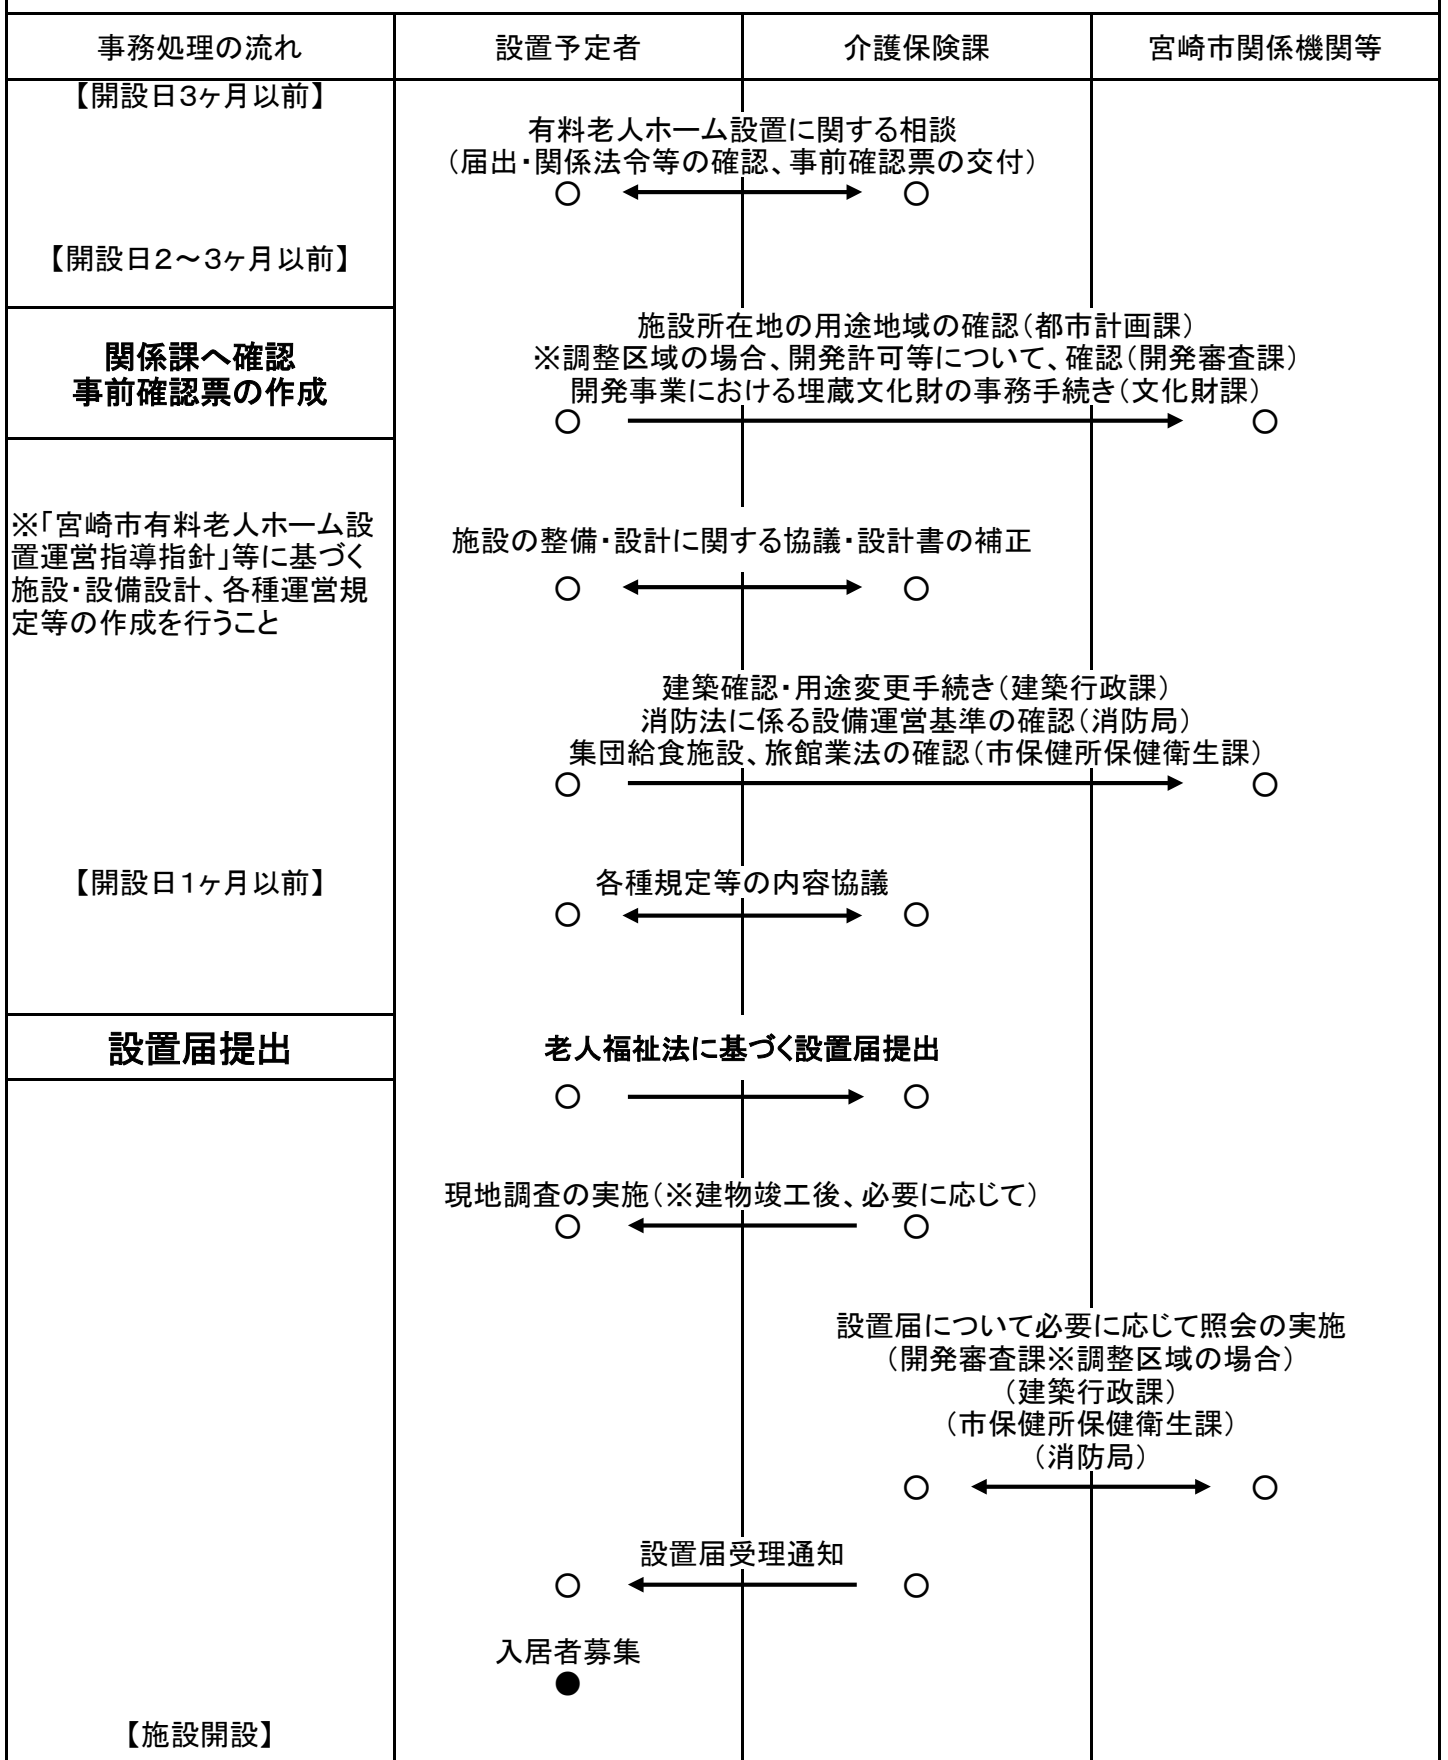 事務処理の流れ
設置予定者
介護保険課
宮崎市関係機関等
【開設日3ヶ月以前】
有料老人ホーム設置に関する相談
（届出・関係法令等の確認、事前確認票の交付）
○ ○
【開設日2～3ヶ月以前】
関係課へ確認
事前確認票の作成
施設所在地の用途地域の確認（都市計画課）
※調整区域の場合、開発許可等について、確認（開発審査課）
開発事業における埋蔵文化財の事務手続き（文化財課）
○ ○
※「宮崎市有料老人ホーム設
置運営指導指針」等に基づく
施設・設備設計、各種運営規
定等の作成を行うこと
施設の整備・設計に関する協議・設計書の補正
○ ○
建築確認・用途変更手続き（建築行政課）
消防法に係る設備運営基準の確認（消防局）
集団給食施設、旅館業法の確認（市保健所保健衛生課）
○ ○
【開設日1ヶ月以前】
各種規定等の内容協議
○ ○
設置届提出
老人福祉法に基づく設置届提出
○ ○
現地調査の実施（※建物竣工後、必要に応じて）
○ ○
設置届について必要に応じて照会の実施
（開発審査課※調整区域の場合）
（建築行政課）
（市保健所保健衛生課）
（消防局）
○ ○
設置届受理通知
○ ○
入居者募集
●
【施設開設】